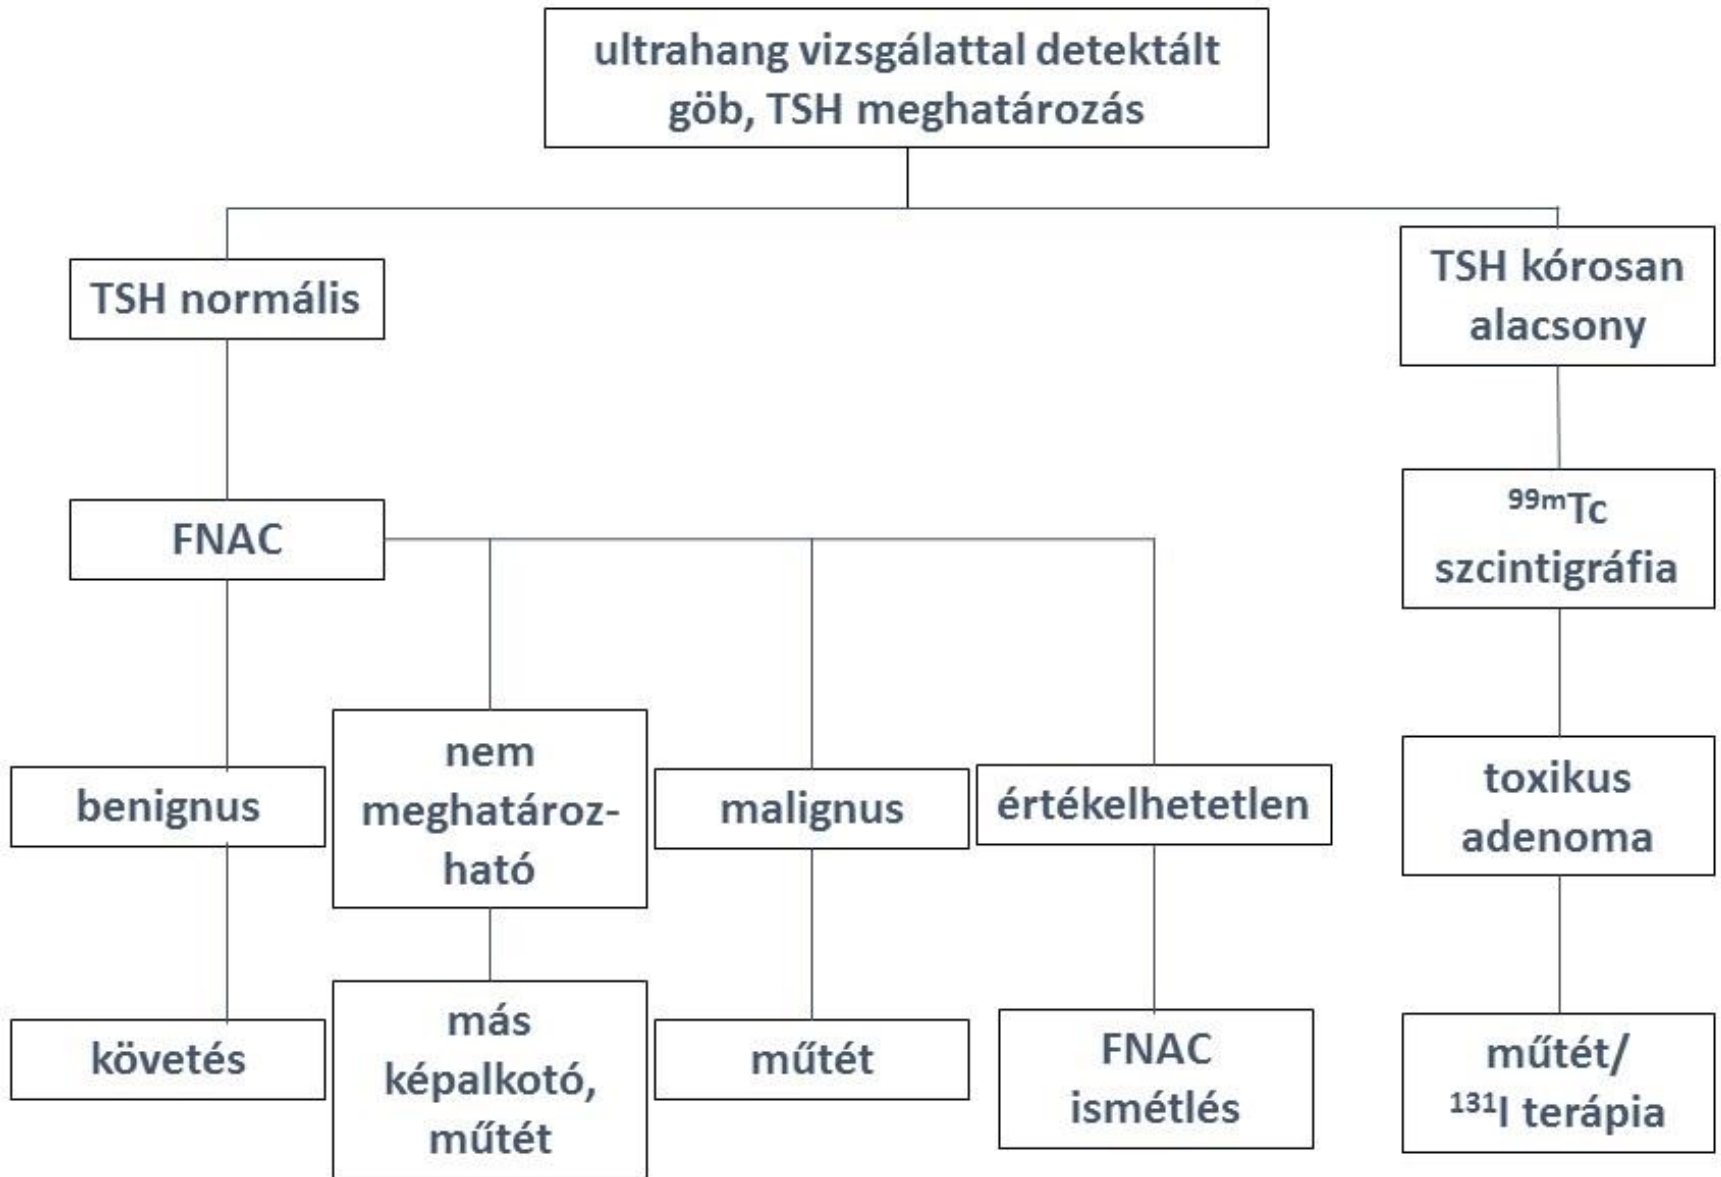 ultrahang vizsgálattal detektált
göb, TSH meghatározás
TSH normális
TSH kórosan
alacsony
FNAC
⁹⁹ᵐTc
szcintigráfia
benignus
nem
meghatároz-
ható
malignus
értékelhetetlen
toxikus
adenoma
követés
más
képalkotó,
műtét
műtét
FNAC
ismétlés
műtét/
¹³¹I terápia